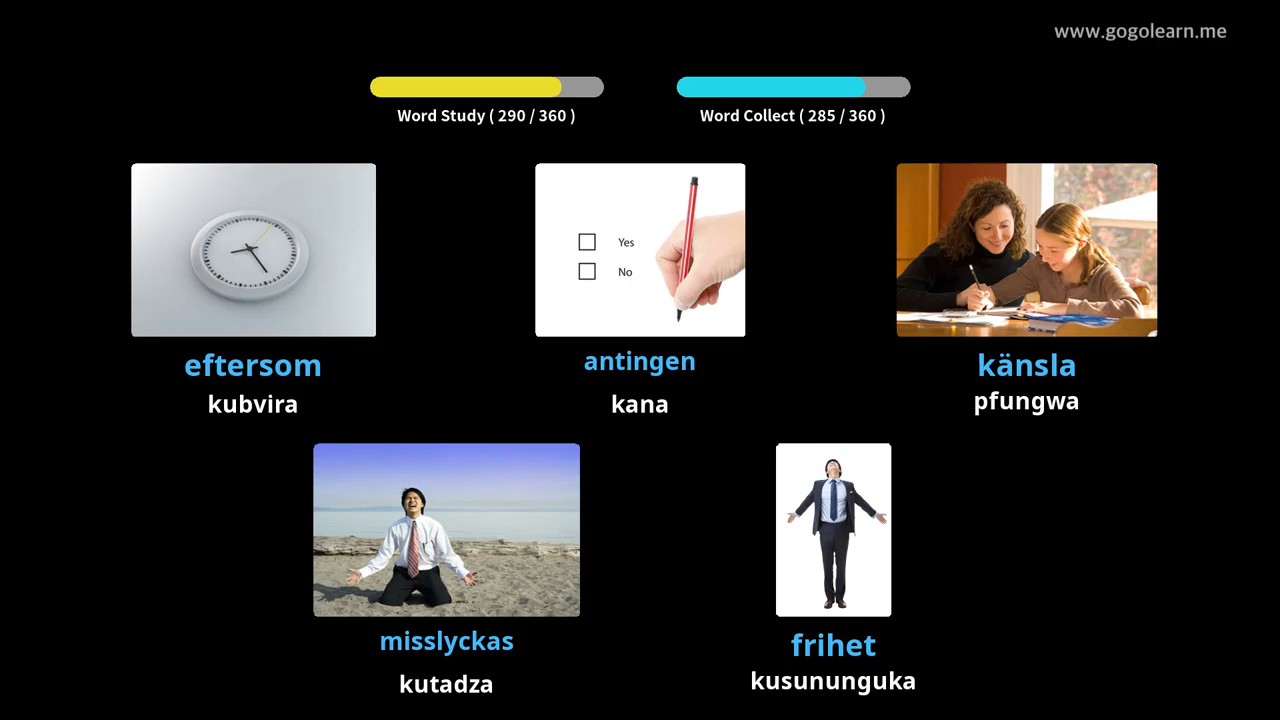 www.gogolearn.me
Word Study ( 290 / 360 )
Word Collect ( 285 / 360 )
Yes
No
eftersom
antingen
känsla
kubvira
kana
pfungwa
misslyckas
frihet
kutadza
kusununguka